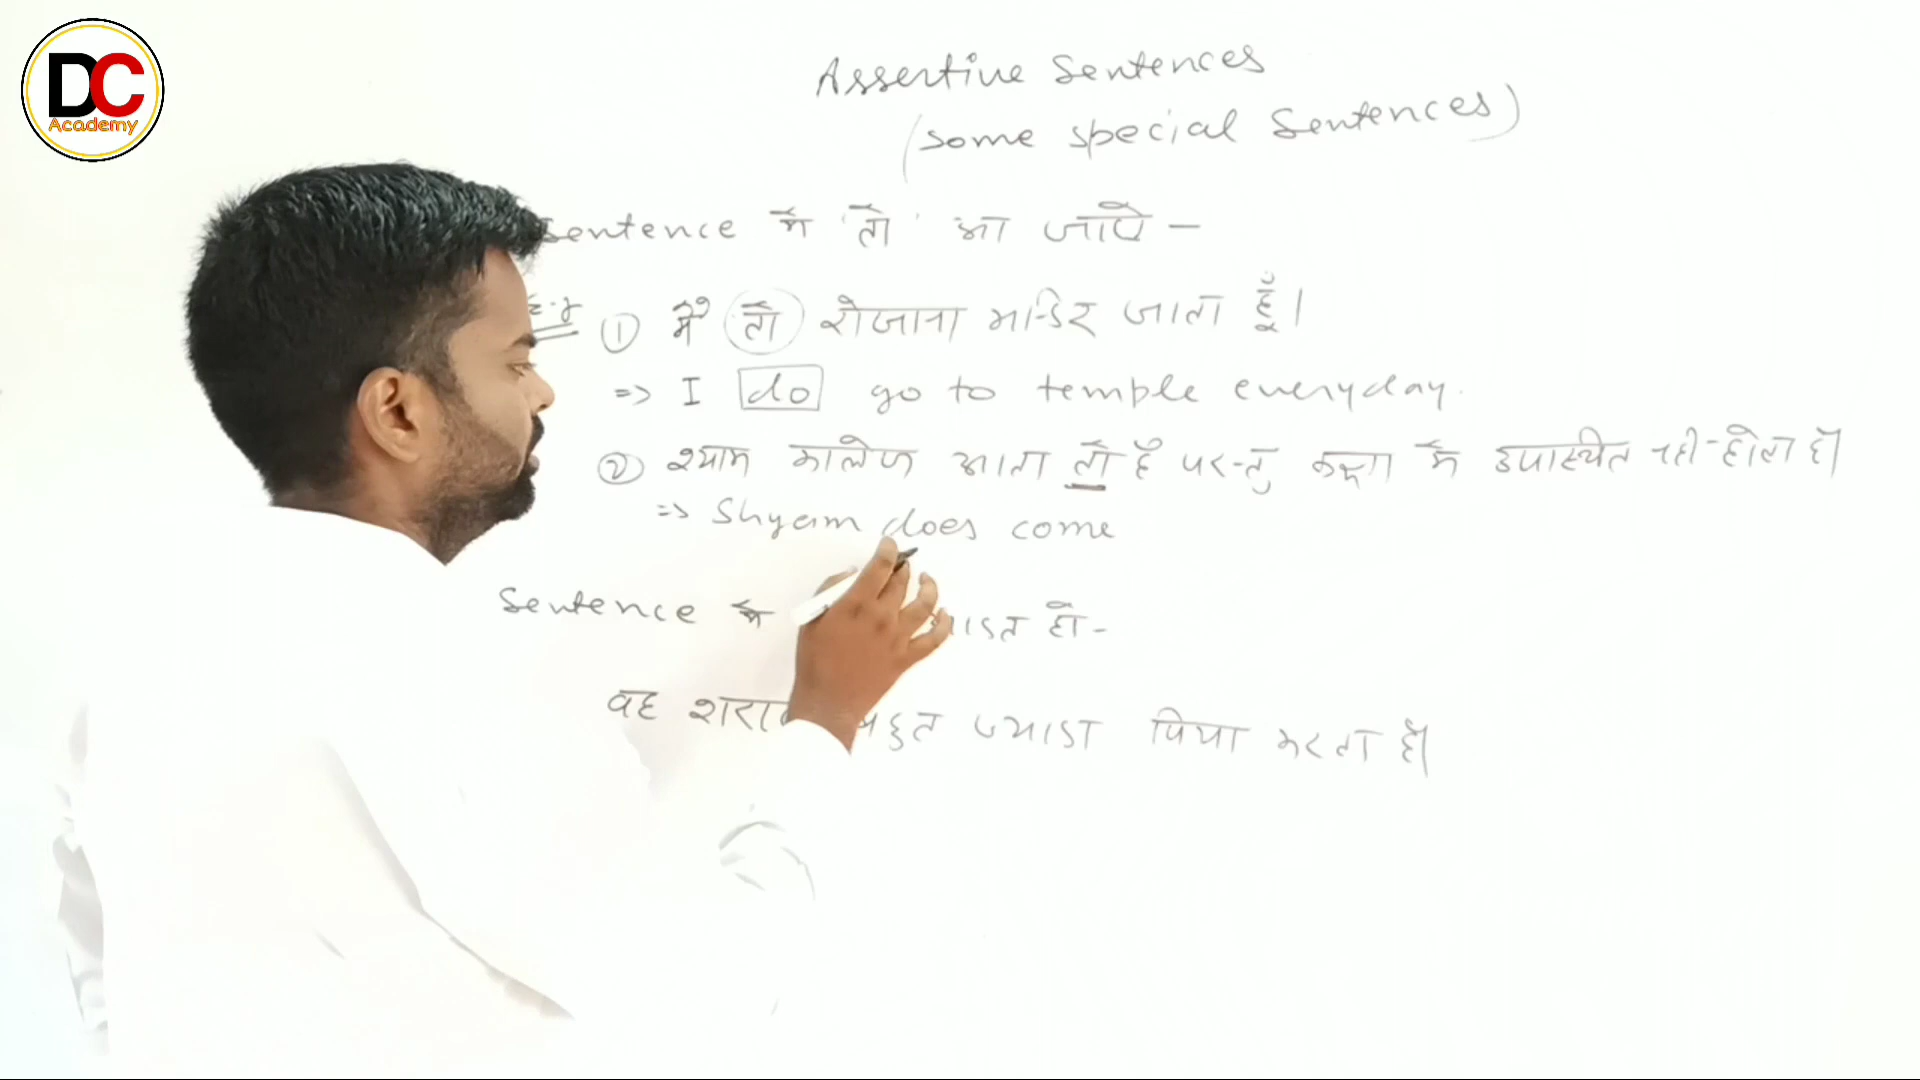 DC
Academy
Assertive Sentences
(Some special Sentences)
Sentence में 'तो' आ जाये –
E.g ① मैं तो रोजाना मन्दिर जाता हूँ।
=> I do go to temple everyday.
② श्याम कालेज आता तो है परन्तु कक्षा में उपस्थित नही होता है।
=> Shyam does come
Sentence में हो-
वह शराब बहुत ज्यादा पिया करता है।